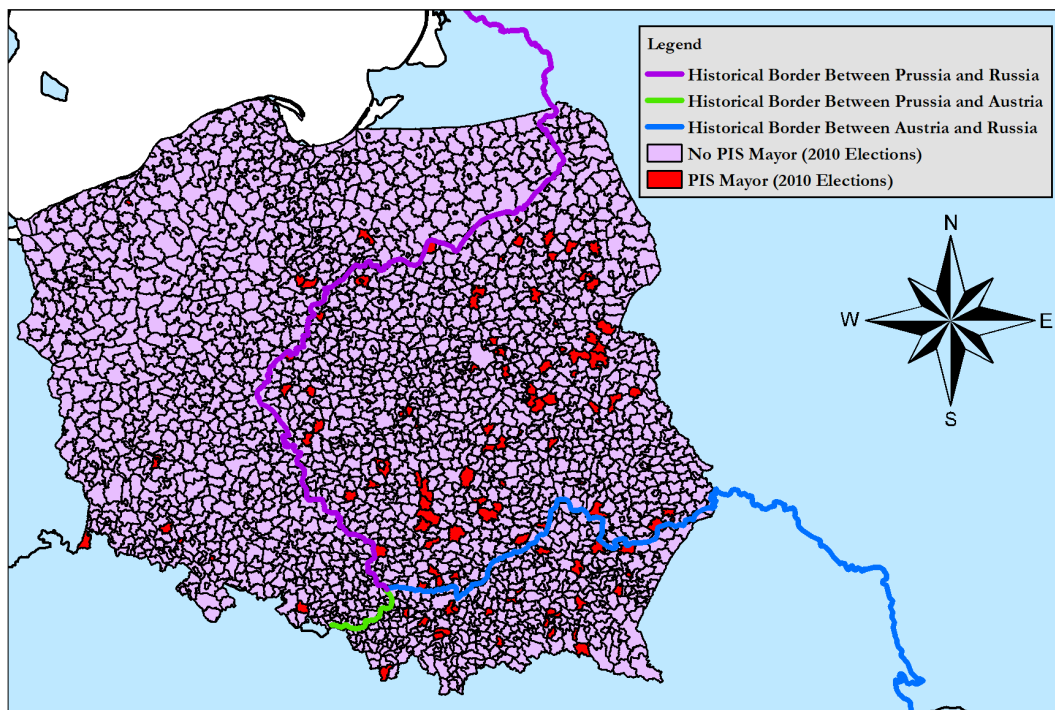 Legend
Historical Border Between Prussia and Russia
Historical Border Between Prussia and Austria
Historical Border Between Austria and Russia
No PIS Mayor (2010 Elections)
PIS Mayor (2010 Elections)
N
W
E
S